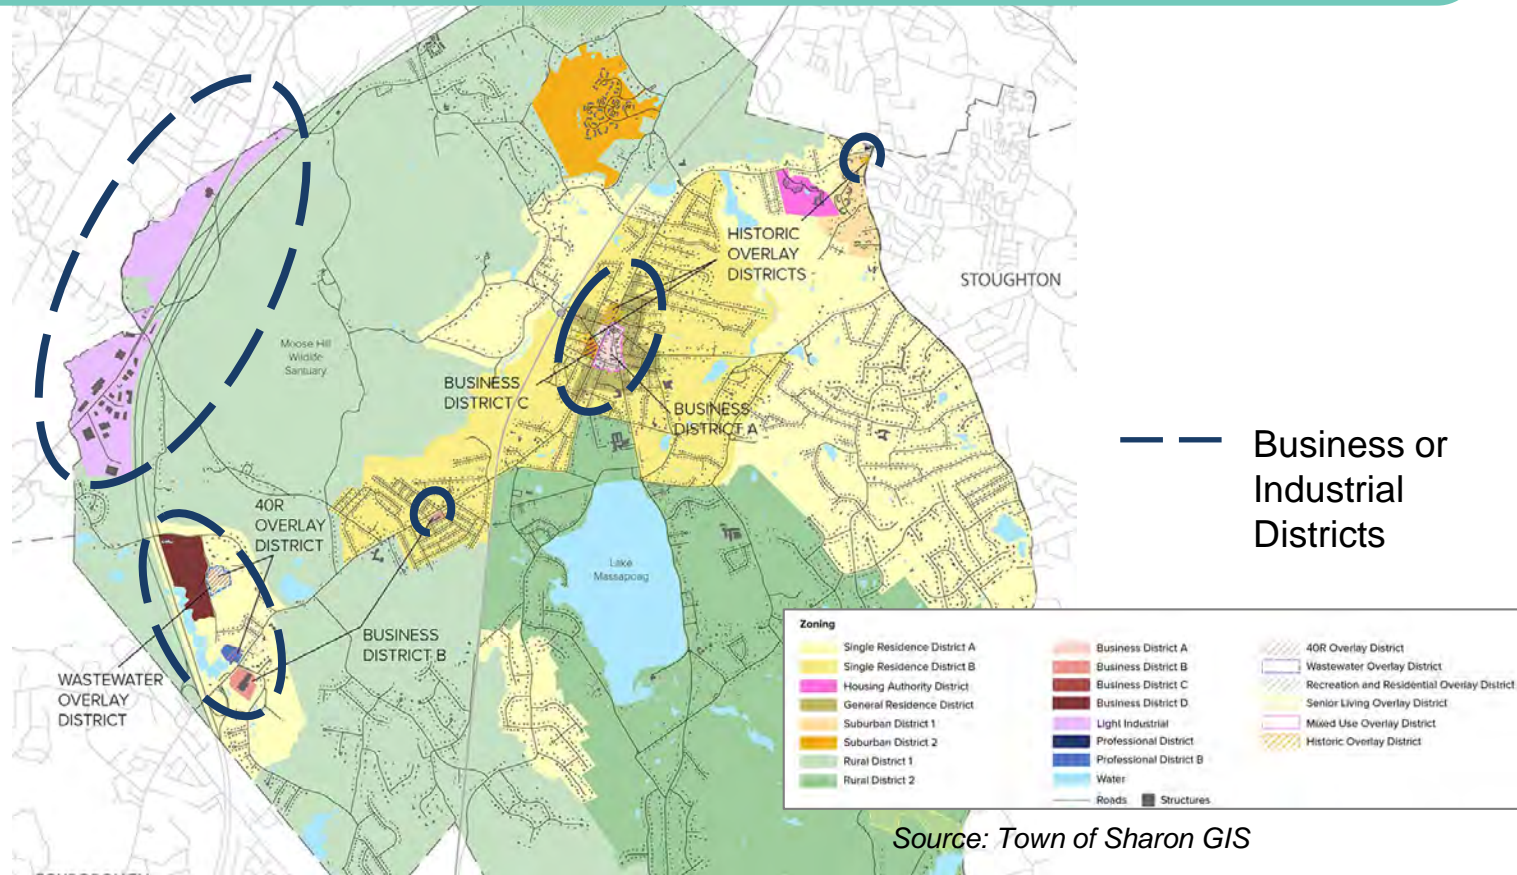 HISTORIC
OVERLAY
DISTRICTS
STOUGHTON
Moose Hill
Wildlife
Santuary
BUSINESS
DISTRICT C
BUSINESS
DISTRICT A
Business or
Industrial
Districts
40R
OVERLAY
DISTRICT
Lake
Massapoag
BUSINESS
DISTRICT B
WASTEWATER
OVERLAY
DISTRICT
Zoning
Single Residence District A
Single Residence District B
Housing Authority District
General Residence District
Suburban District 1
Suburban District 2
Rural District 1
Rural District 2
Business District A
Business District B
Business District C
Business District D
Light Industrial
Professional District
Professional District B
Water
Roads
Structures
40R Overlay District
Wastewater Overlay District
Recreation and Residential Overlay District
Senior Living Overlay District
Mixed Use Overlay District
Historic Overlay District
Source: Town of Sharon GIS